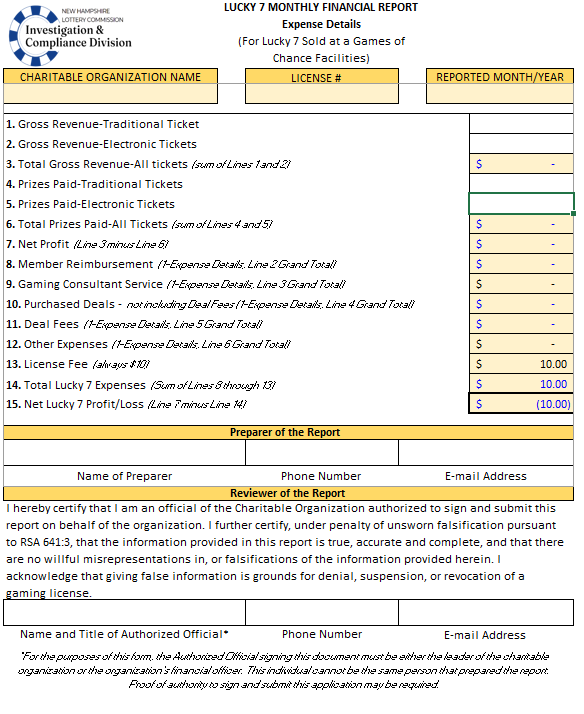 LUCKY 7 MONTHLY FINANCIAL REPORT
NEW HAMPSHIRE
LOTTERY COMMISSION
Investigation &
Compliance Division
Expense Details
(For Lucky 7 Sold at a Games of
Chance Facilities)
CHARITABLE ORGANIZATION NAME LICENSE # REPORTED MONTH/YEAR
1. Gross Revenue-Traditional Ticket
2. Gross Revenue-Electronic Tickets
3. Total Gross Revenue-All tickets (sum of Lines 1 and 2) $ -
4. Prizes Paid-Traditional Tickets
5. Prizes Paid-Electronic Tickets
6. Total Prizes Paid-All Tickets (sum of Lines 4 and 5) $ -
7. Net Profit (Line 3 minus Line 6) $ -
8. Member Reimbursement (1-Expense Details, Line 2 Grand Total) $ -
9. Gaming Consultant Service (1-Expense Details, Line 3 Grand Total) $ -
10. Purchased Deals - not including Deal Fees (1-Expense Details, Line 4 Grand Total) $ -
11. Deal Fees (1-Expense Details, Line 5 Grand Total) $ -
12. Other Expenses (1-Expense Details, Line 6 Grand Total) $ -
13. License Fee (always $10) $ 10.00
14. Total Lucky 7 Expenses (Sum of Lines 8 through 13) $ 10.00
15. Net Lucky 7 Profit/Loss (Line 7 minus Line 14) $ (10.00)
Preparer of the Report
Name of Preparer Phone Number E-mail Address
Reviewer of the Report
I hereby certify that I am an official of the Charitable Organization authorized to sign and submit this
report on behalf of the organization. I further certify, under penalty of unsworn falsification pursuant
to RSA 641:3, that the information provided in this report is true, accurate and complete, and that there
are no willful misrepresentations in, or falsifications of the information provided herein. I
acknowledge that giving false information is grounds for denial, suspension, or revocation of a
gaming license.
Name and Title of Authorized Official* Phone Number E-mail Address
*For the purposes of this form, the Authorized Official signing this document must be either the leader of the charitable
organization or the organization's financial officer. This individual cannot be the same person that prepared the report.
Proof of authority to sign and submit this application may be required.